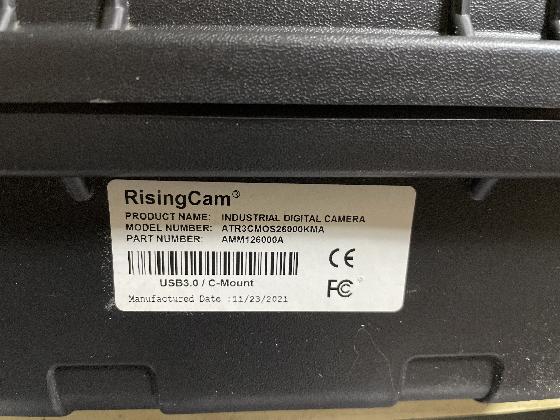 RisingCam®
PRODUCT NAME: INDUSTRIAL DIGITAL CAMERA
MODEL NUMBER: ATR3CMOS26000KMA
PART NUMBER: AMM126000A
CE
USB3.0 / C-Mount
FC
Manufactured Date :11/23/2021